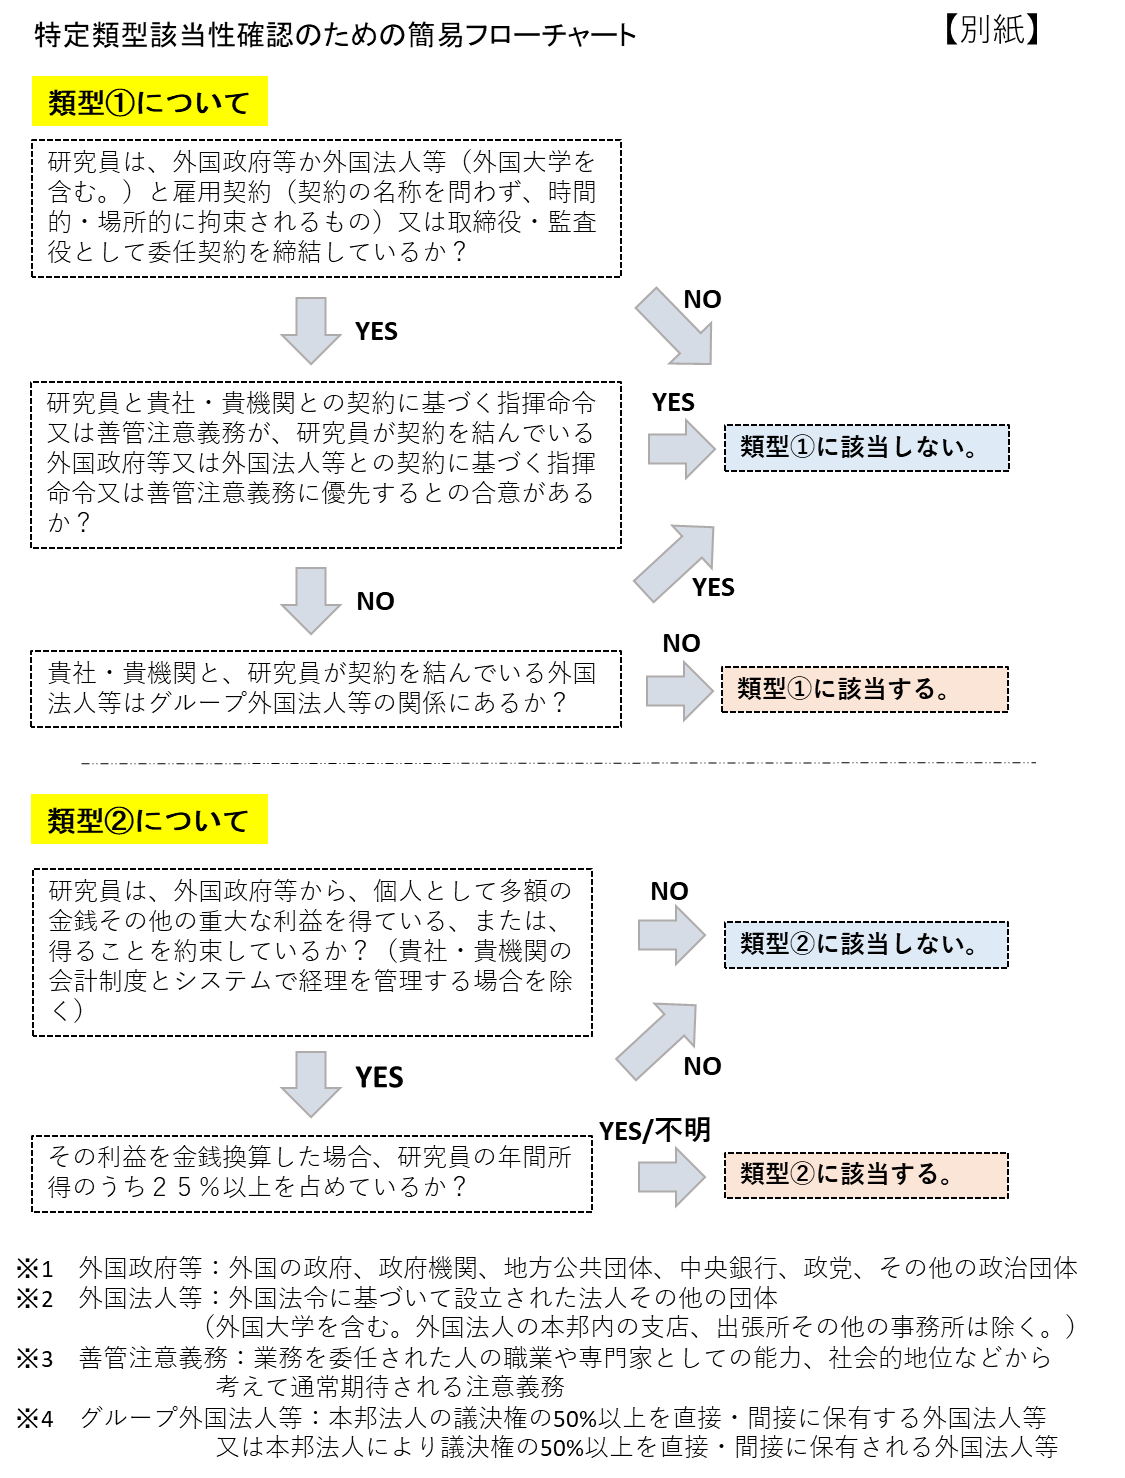 特定類型該当性確認のための簡易フローチャート
【別紙】
類型①について
研究員は、外国政府等か外国法人等（外国大学を
含む。）と雇用契約（契約の名称を問わず、時間
的・場所的に拘束されるもの）又は取締役・監査
役として委任契約を締結しているか？
NO
YES
研究員と貴社・貴機関との契約に基づく指揮命令
又は善管注意義務が、研究員が契約を結んでいる
外国政府等又は外国法人等との契約に基づく指揮
命令又は善管注意義務に優先するとの合意がある
か？
YES
類型①に該当しない。
YES
NO
貴社・貴機関と、研究員が契約を結んでいる外国
法人等はグループ外国法人等の関係にあるか？
NO
類型①に該当する。
類型②について
研究員は、外国政府等から、個人として多額の
金銭その他の重大な利益を得ている、または、
得ることを約束しているか？（貴社・貴機関の
会計制度とシステムで経理を管理する場合を除
く）
NO
類型②に該当しない。
YES
NO
その利益を金銭換算した場合、研究員の年間所
得のうち２５％以上を占めているか？
YES/不明
類型②に該当する。
※1　外国政府等：外国の政府、政府機関、地方公共団体、中央銀行、政党、その他の政治団体
※2　外国法人等：外国法令に基づいて設立された法人その他の団体
（外国大学を含む。外国法人の本邦内の支店、出張所その他の事務所は除く。）
※3　善管注意義務：業務を委任された人の職業や専門家としての能力、社会的地位などから
考えて通常期待される注意義務
※4　グループ外国法人等：本邦法人の議決権の50%以上を直接・間接に保有する外国法人等
又は本邦法人により議決権の50%以上を直接・間接に保有される外国法人等